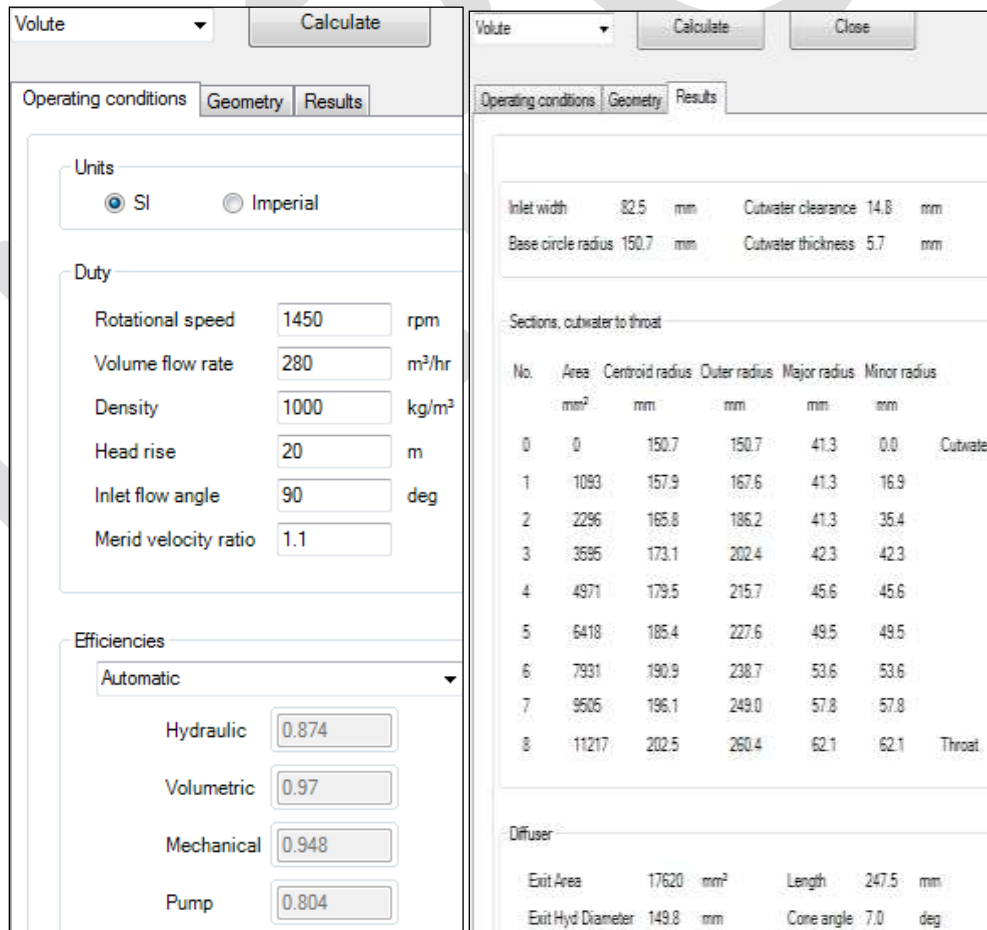 Volute
Calculate
Operating conditions Geometry Results
Units
SI Imperial
Duty
Rotational speed 1450 rpm
Volume flow rate 280 m³/hr
Density 1000 kg/m³
Head rise 20 m
Inlet flow angle 90 deg
Merid velocity ratio 1.1
Efficiencies
Automatic
Hydraulic 0.874
Volumetric 0.97
Mechanical 0.948
Pump 0.804
Volute
Calculate Close
Operating conditions Geometry Results
Inlet width 82.5 mm Cutwater clearance 14.8 mm
Base circle radius 150.7 mm Cutwater thickness 5.7 mm
Sections, cutwater to throat
No. Area Centroid radius Outer radius Major radius Minor radius
mm² mm mm mm mm
0 0 150.7 150.7 41.3 0.0 Cutwate
1 1093 157.9 167.6 41.3 16.9
2 2296 165.8 186.2 41.3 35.4
3 3595 173.1 202.4 42.3 42.3
4 4971 179.5 215.7 45.6 45.6
5 6418 185.4 227.6 49.5 49.5
6 7931 190.9 238.7 53.6 53.6
7 9505 196.1 249.0 57.8 57.8
8 11217 202.5 260.4 62.1 62.1 Throat
Diffuser
Exit Area 17620 mm² Length 247.5 mm
Exit Hyd Diameter 149.8 mm Cone angle 7.0 deg